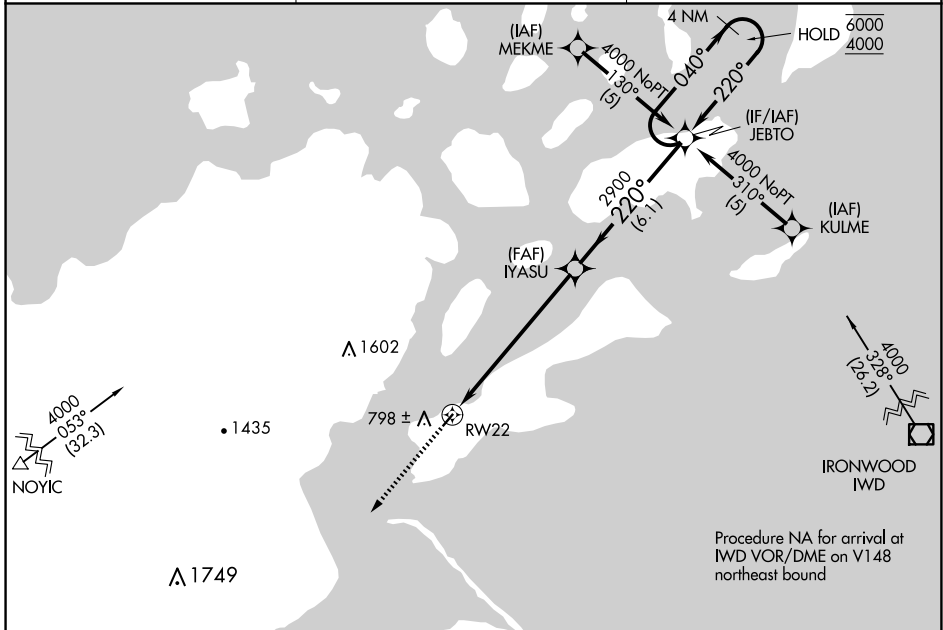 4 NM
HOLD
6000
4000
(IAF)
MEKME
4000 NoPT
130°
(5)
040°
220°
(IF/IAF)
JEBTO
4000 NoPT
310°
(5)
(IAF)
KULME
2900
220°
(6.1)
(FAF)
IYASU
1602
798 ±
RW22
4000
053°
(32.3)
NOYIC
1435
4000
328°
(26.2)
IRONWOOD
IWD
1749
Procedure NA for arrival at
IWD VOR/DME on V148
northeast bound